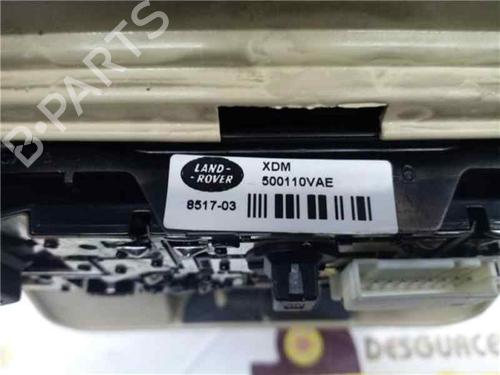 B-PARTS
LAND-
-ROVER
XDM
500110VAE
8517-03
DESGUACE